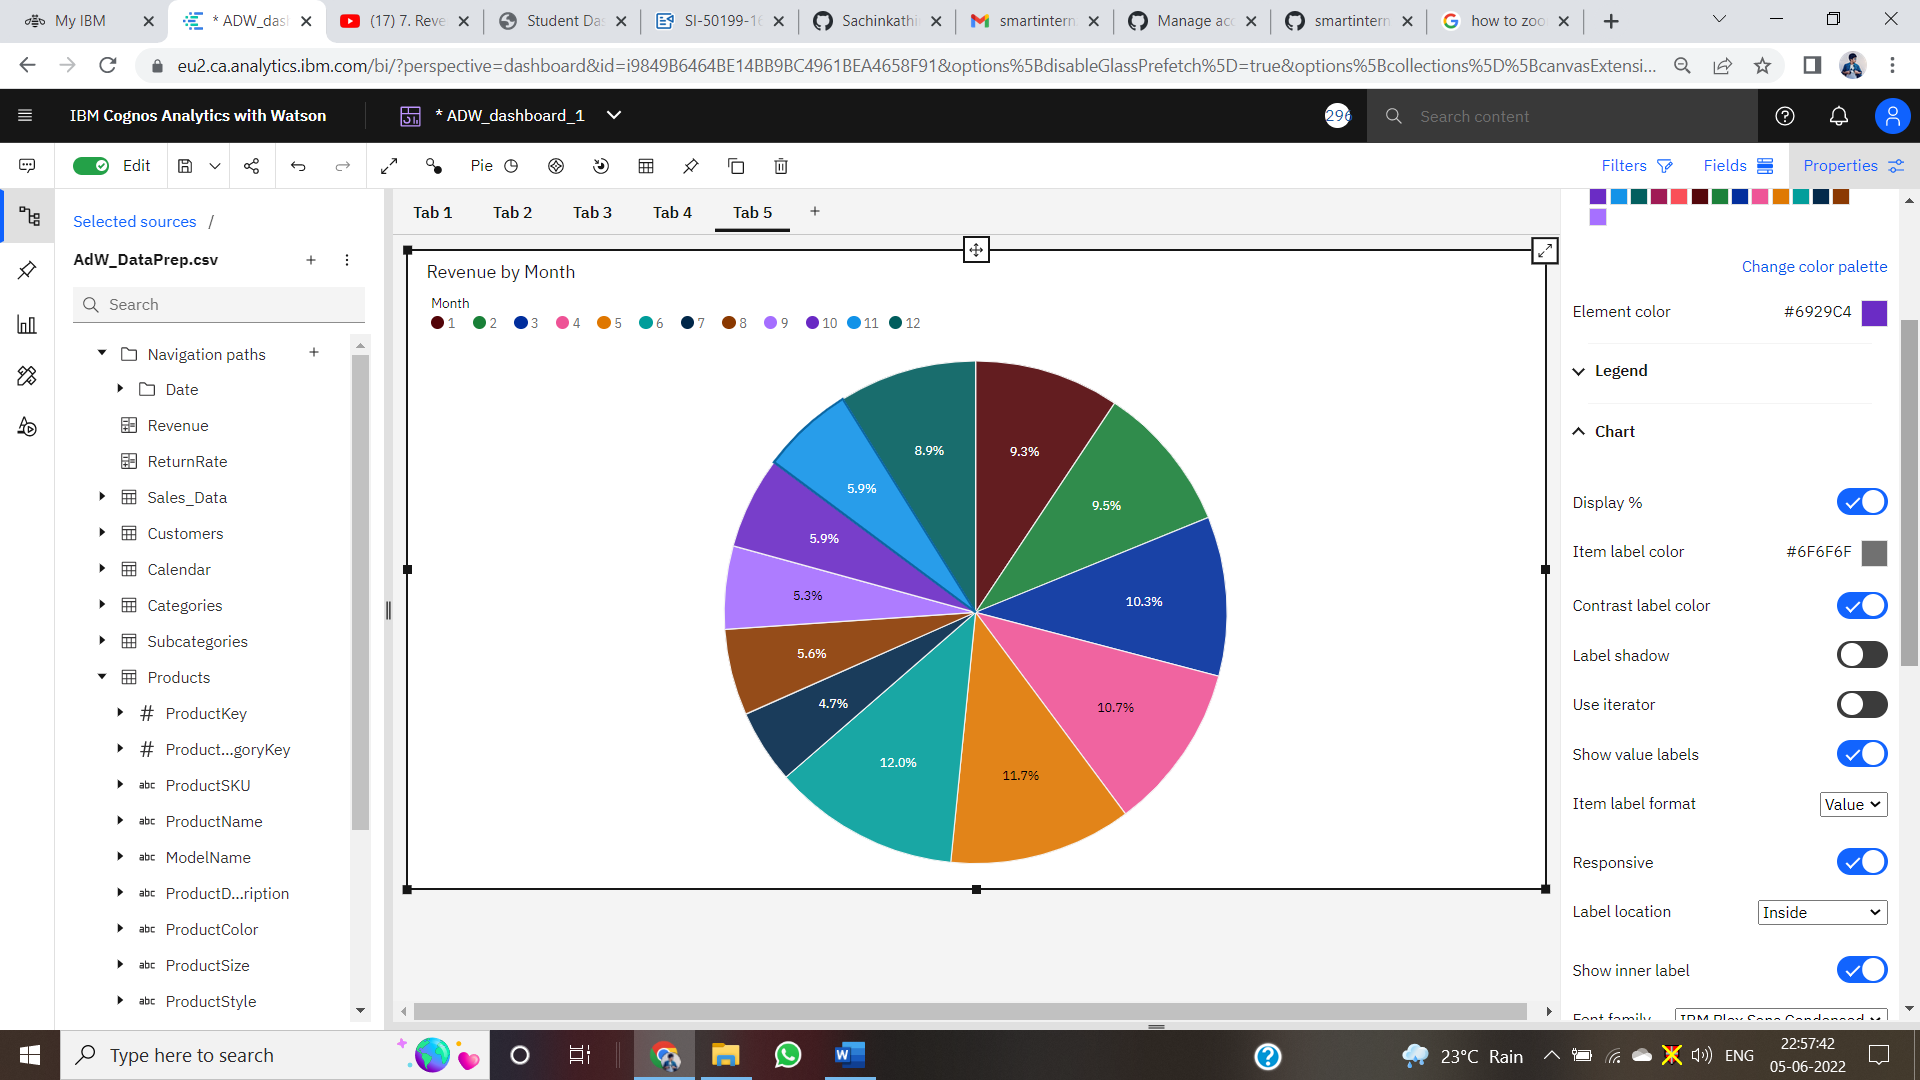 My IBM
* ADW_dash
(17) 7. Reve
Student Das
SI-50199-16
Sachinkathir
smartintern
Manage acc
smartintern
how to zoo
eu2.ca.analytics.ibm.com/bi/?perspective=dashboard&id=i9849B6464BE14BB9BC4961BEA4658F91&options%5BdisableGlassPrefetch%5D=true&options%5Bcollections%5D%5BcanvasExtensi...
IBM Cognos Analytics with Watson
* ADW_dashboard_1
296
Search content
Edit
Pie
Filters
Fields
Properties
Selected sources /
AdW_DataPrep.csv
Search
Navigation paths
Date
Revenue
ReturnRate
Sales_Data
Customers
Calendar
Categories
Subcategories
Products
ProductKey
Product...goryKey
ProductSKU
ProductName
ModelName
ProductD...ription
ProductColor
ProductSize
ProductStyle
Tab 1
Tab 2
Tab 3
Tab 4
Tab 5
Revenue by Month
Month
1 2 3 4 5 6 7 8 9 10 11 12
8.9%
9.3%
5.9%
9.5%
5.9%
5.3%
10.3%
5.6%
4.7%
10.7%
12.0%
11.7%
Change color palette
Element color #6929C4
Legend
Chart
Display %
Item label color #6F6F6F
Contrast label color
Label shadow
Use iterator
Show value labels
Item label format Value
Responsive
Label location Inside
Show inner label
Font family IBM Plex Sans Condensed
Type here to search
23°C Rain
ENG
22:57:42
05-06-2022